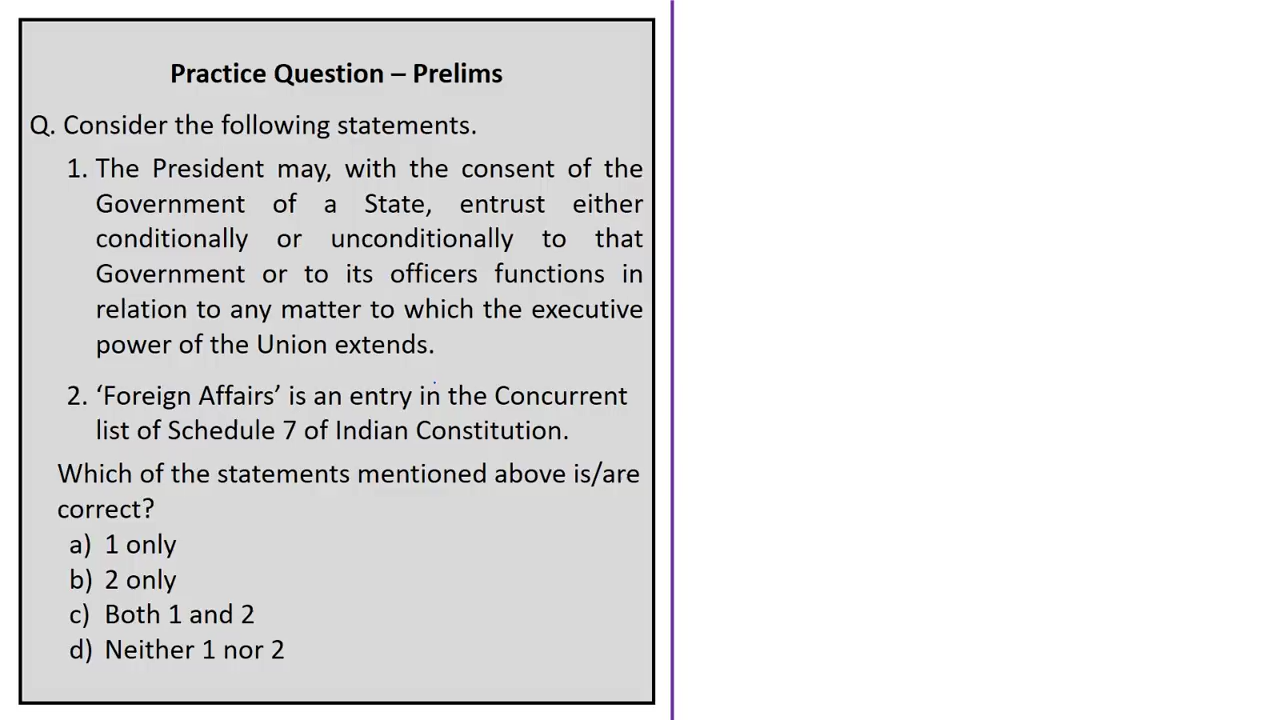 Practice Question – Prelims
Q. Consider the following statements.
1. The President may, with the consent of the
Government of a State, entrust either
conditionally or unconditionally to that
Government or to its officers functions in
relation to any matter to which the executive
power of the Union extends.
2. ‘Foreign Affairs’ is an entry in the Concurrent
list of Schedule 7 of Indian Constitution.
Which of the statements mentioned above is/are
correct?
a) 1 only
b) 2 only
c) Both 1 and 2
d) Neither 1 nor 2